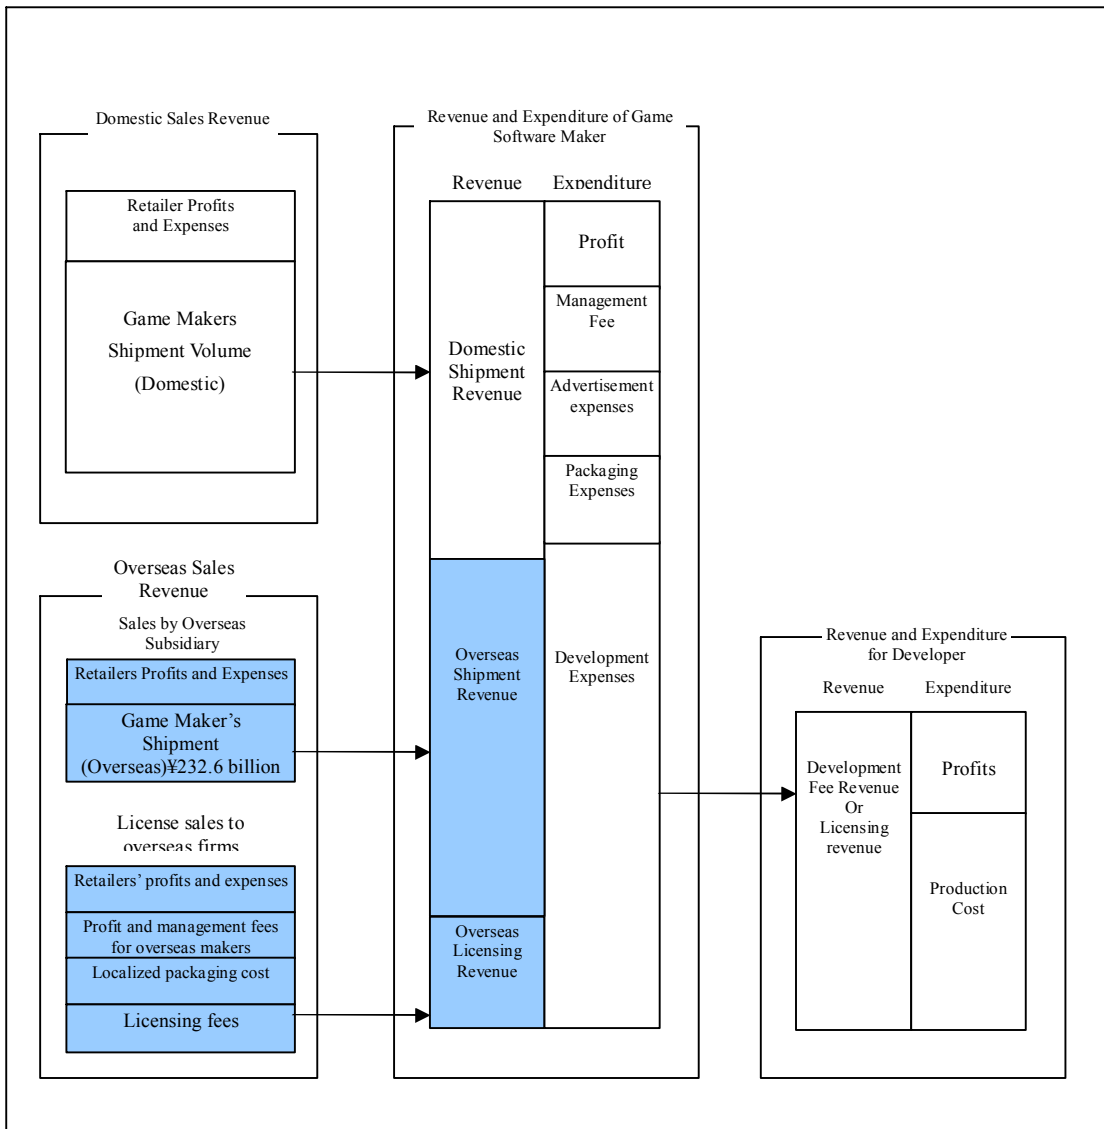 Domestic Sales Revenue
Retailer Profits
and Expenses
Game Makers
Shipment Volume
(Domestic)
Overseas Sales
Revenue
Sales by Overseas
Subsidiary
Retailers Profits and Expenses
Game Maker’s
Shipment
(Overseas)¥232.6 billion
License sales to
overseas firms
Retailers’ profits and expenses
Profit and management fees
for overseas makers
Localized packaging cost
Licensing fees
Revenue and Expenditure of Game
Software Maker
Revenue
Expenditure
Domestic
Shipment
Revenue
Overseas
Shipment
Revenue
Overseas
Licensing
Revenue
Profit
Management
Fee
Advertisement
expenses
Packaging
Expenses
Development
Expenses
Revenue and Expenditure
for Developer
Revenue
Expenditure
Development
Fee Revenue
Or
Licensing
revenue
Profits
Production
Cost